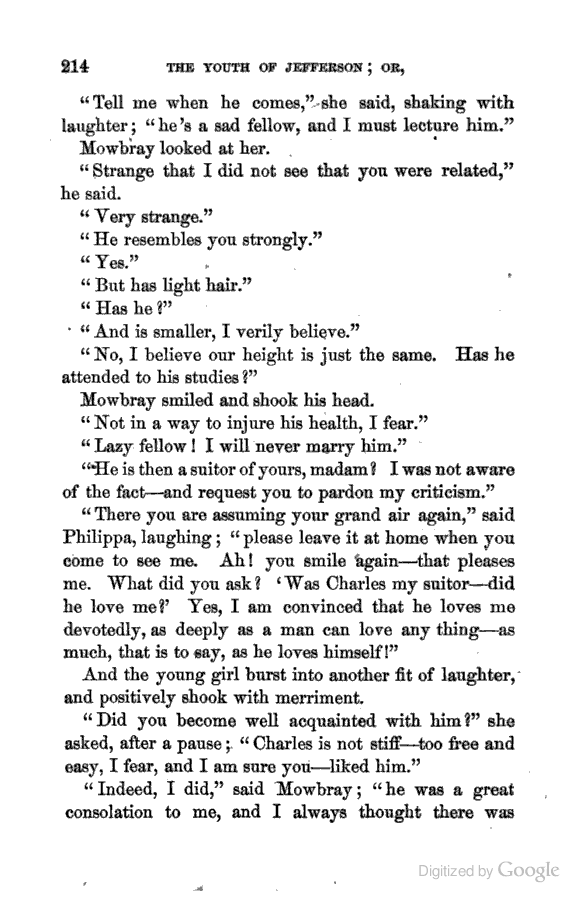 214 THE YOUTH OF JEFFERSON; OR,
"Tell me when he comes," she said, shaking with
laughter; "he's a sad fellow, and I must lecture him."
Mowbray looked at her.
"Strange that I did not see that you were related,"
he said.
"Very strange."
"He resembles you strongly."
"Yes."
"But has light hair."
"Has he?"
"And is smaller, I verily believe."
"No, I believe our height is just the same. Has he
attended to his studies?"
Mowbray smiled and shook his head.
"Not in a way to injure his health, I fear."
"Lazy fellow! I will never marry him."
"He is then a suitor of yours, madam? I was not aware
of the fact—and request you to pardon my criticism."
"There you are assuming your grand air again," said
Philippa, laughing; "please leave it at home when you
come to see me. Ah! you smile again—that pleases
me. What did you ask? 'Was Charles my suitor—did
he love me?' Yes, I am convinced that he loves me
devotedly, as deeply as a man can love any thing—as
much, that is to say, as he loves himself!"
And the young girl burst into another fit of laughter,
and positively shook with merriment.
"Did you become well acquainted with him?" she
asked, after a pause; "Charles is not stiff—too free and
easy, I fear, and I am sure you—liked him."
"Indeed, I did," said Mowbray; "he was a great
consolation to me, and I always thought there was
Digitized by Google